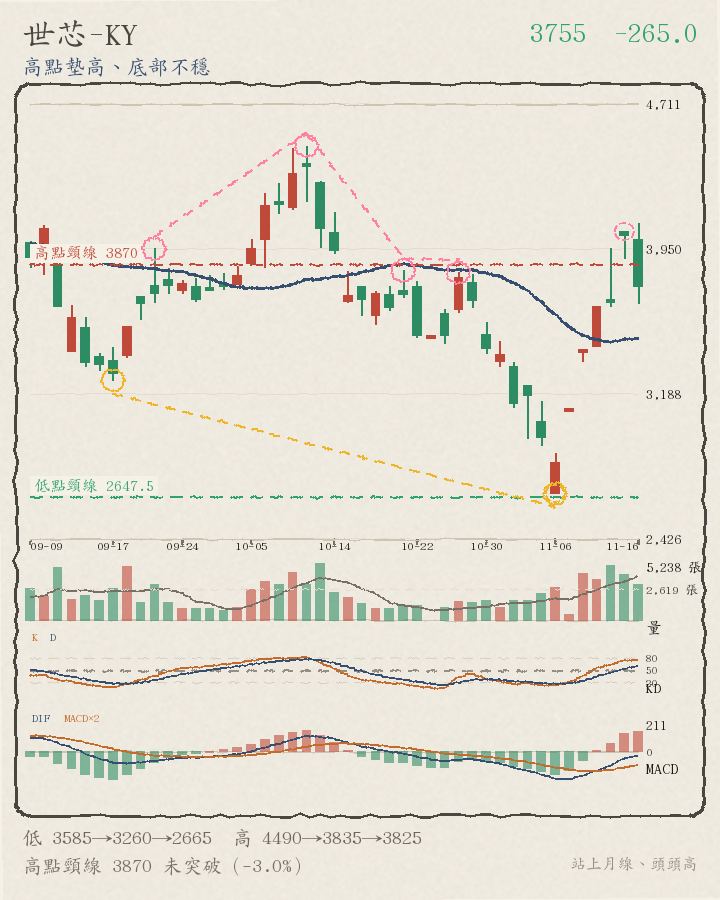 世芯-KY
3755 -265.0
高點墊高、底部不穩
4,711
高點頸線 3870
3,950
3,188
低點頸線 2647.5
2,426
09-09 09-17 09-24 10-05 10-14 10-22 10-30 11-06 11-16
5,238 張
2,619 張
量
K D
80
50
20
KD
DIF MACD×2
211
0
MACD
低 3585→3260→2665 高 4490→3835→3825
高點頸線 3870 未突破 (-3.0%)
站上月線、頭頭高